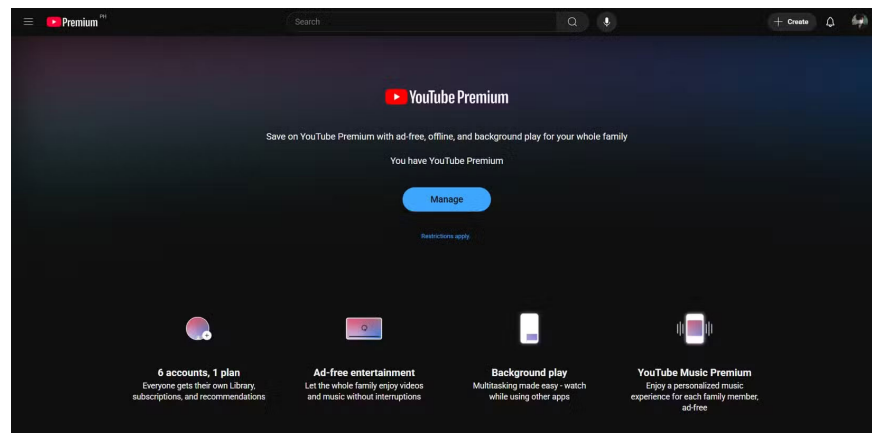 Premium PH
Search
Create
YouTube Premium
Save on YouTube Premium with ad-free, offline, and background play for your whole family
You have YouTube Premium
Manage
Restrictions apply.
6 accounts, 1 plan
Everyone gets their own Library,
subscriptions, and recommendations
Ad-free entertainment
Let the whole family enjoy videos
and music without interruptions
Background play
Multitasking made easy - watch
while using other apps
YouTube Music Premium
Enjoy a personalized music
experience for each family member,
ad-free